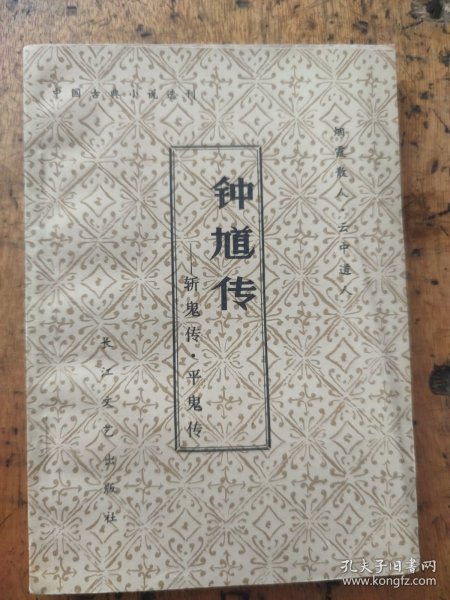 中国古典小说选刊
烟霞散人 云中道人
钟馗传
——斩鬼传·平鬼传
长江文艺出版社
孔夫子旧书网
www.kongfz.com